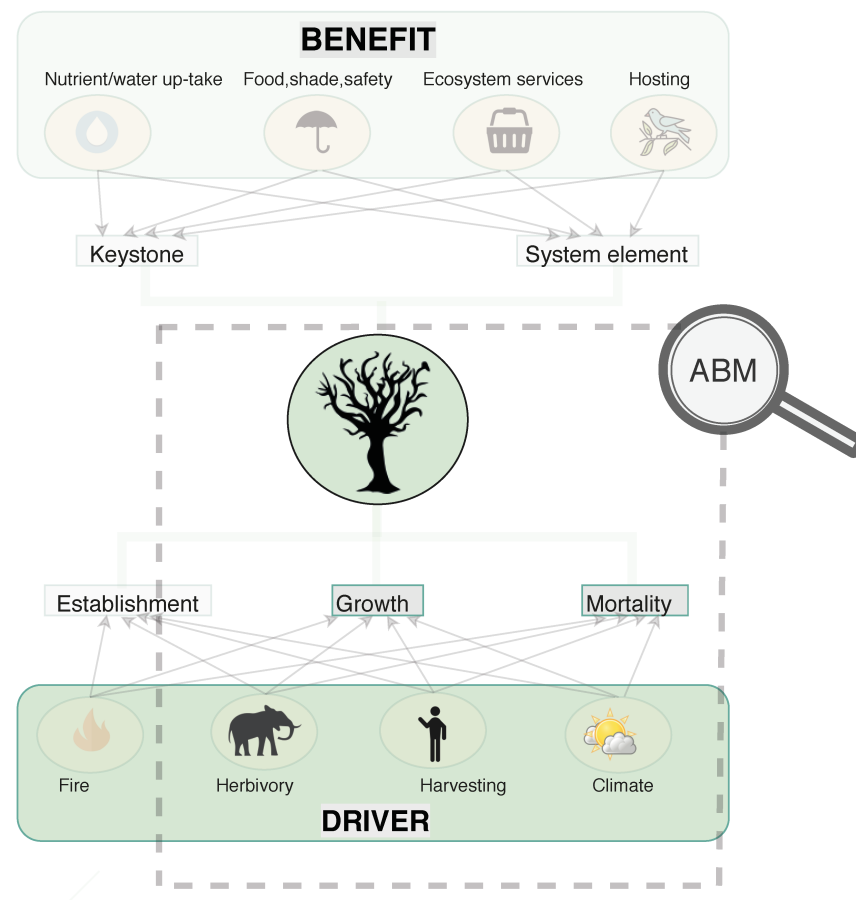 BENEFIT
Nutrient/water up-take
Food,shade,safety
Ecosystem services
Hosting
Keystone
System element
ABM
Establishment
Growth
Mortality
Fire
Herbivory
Harvesting
Climate
DRIVER